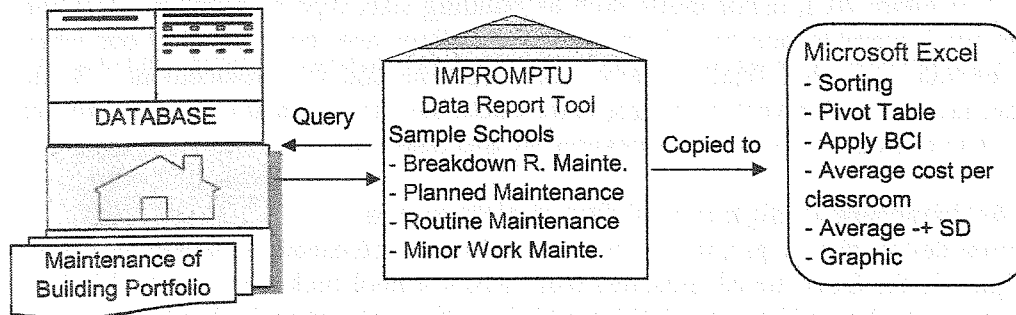 DATABASE
Maintenance of
Building Portfolio
Query
IMPROMPTU
Data Report Tool
Sample Schools
- Breakdown R. Mainte.
- Planned Maintenance
- Routine Maintenance
- Minor Work Mainte.
Copied to
Microsoft Excel
- Sorting
- Pivot Table
- Apply BCI
- Average cost per
classroom
- Average -+ SD
- Graphic